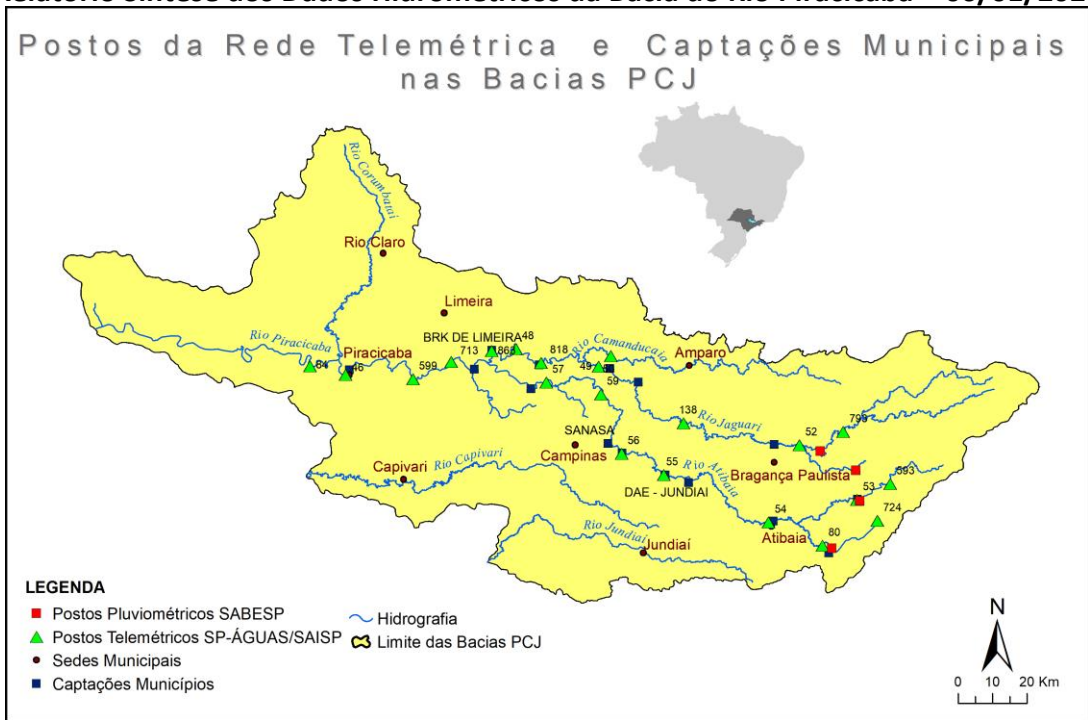 Postos da Rede Telemétrica e Captações Municipais
nas Bacias PCJ
Rio Corumbataí
Rio Claro
Limeira
BRK DE LIMEIRA
48
Rio Camanducaia
Amparo
Rio Piracicaba
Piracicaba
713
818
84
46
599
57
49
59
138
Rio Jaguari
793
52
SANASA
Campinas
56
Capivari
Rio Capivari
55
Rio Atibaia
Bragança Paulista
593
53
DAE - JUNDIAI
54
724
Rio Jundiaí
Jundiaí
Atibaia
80
LEGENDA
Postos Pluviométricos SABESP
Hidrografia
Postos Telemétricos SP-ÁGUAS/SAISP
Limite das Bacias PCJ
Sedes Municipais
Captações Municípios
N
0 10 20 Km